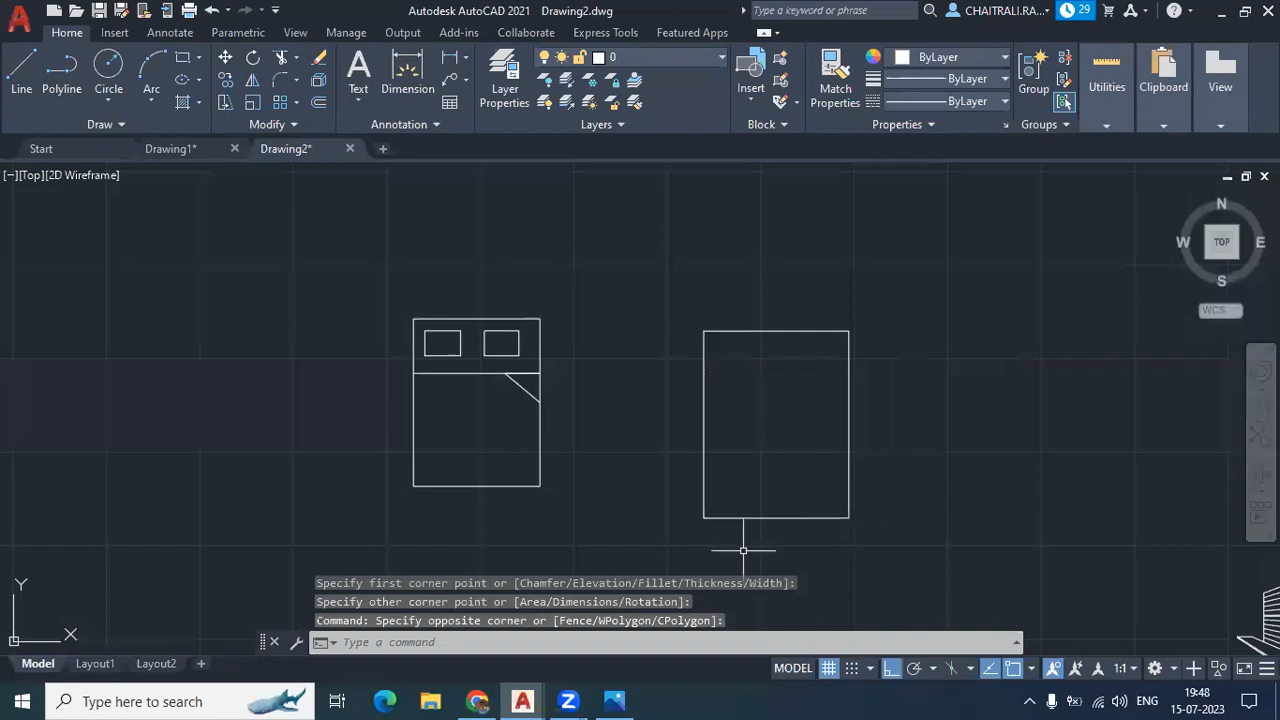 Autodesk AutoCAD 2021 Drawing2.dwg
Type a keyword or phrase
CHAITRALI.RA...
29
Home Insert Annotate Parametric View Manage Output Add-ins Collaborate Express Tools Featured Apps
Line Polyline Circle Arc
Text Dimension
Layer Properties
0
Insert
Match Properties
ByLayer
ByLayer
ByLayer
Group
Utilities Clipboard View
Draw Modify Annotation Layers Block Properties Groups
Start Drawing1* Drawing2*
[−][Top][2D Wireframe]
N
W TOP E
S
WCS
Specify first corner point or [Chamfer/Elevation/Fillet/Thickness/Width]:
Specify other corner point or [Area/Dimensions/Rotation]:
Command: Specify opposite corner or [Fence/WPolygon/CPolygon]:
Type a command
Y
X
Model Layout1 Layout2
MODEL 1:1
Type here to search
ENG
19:48
15-07-2023